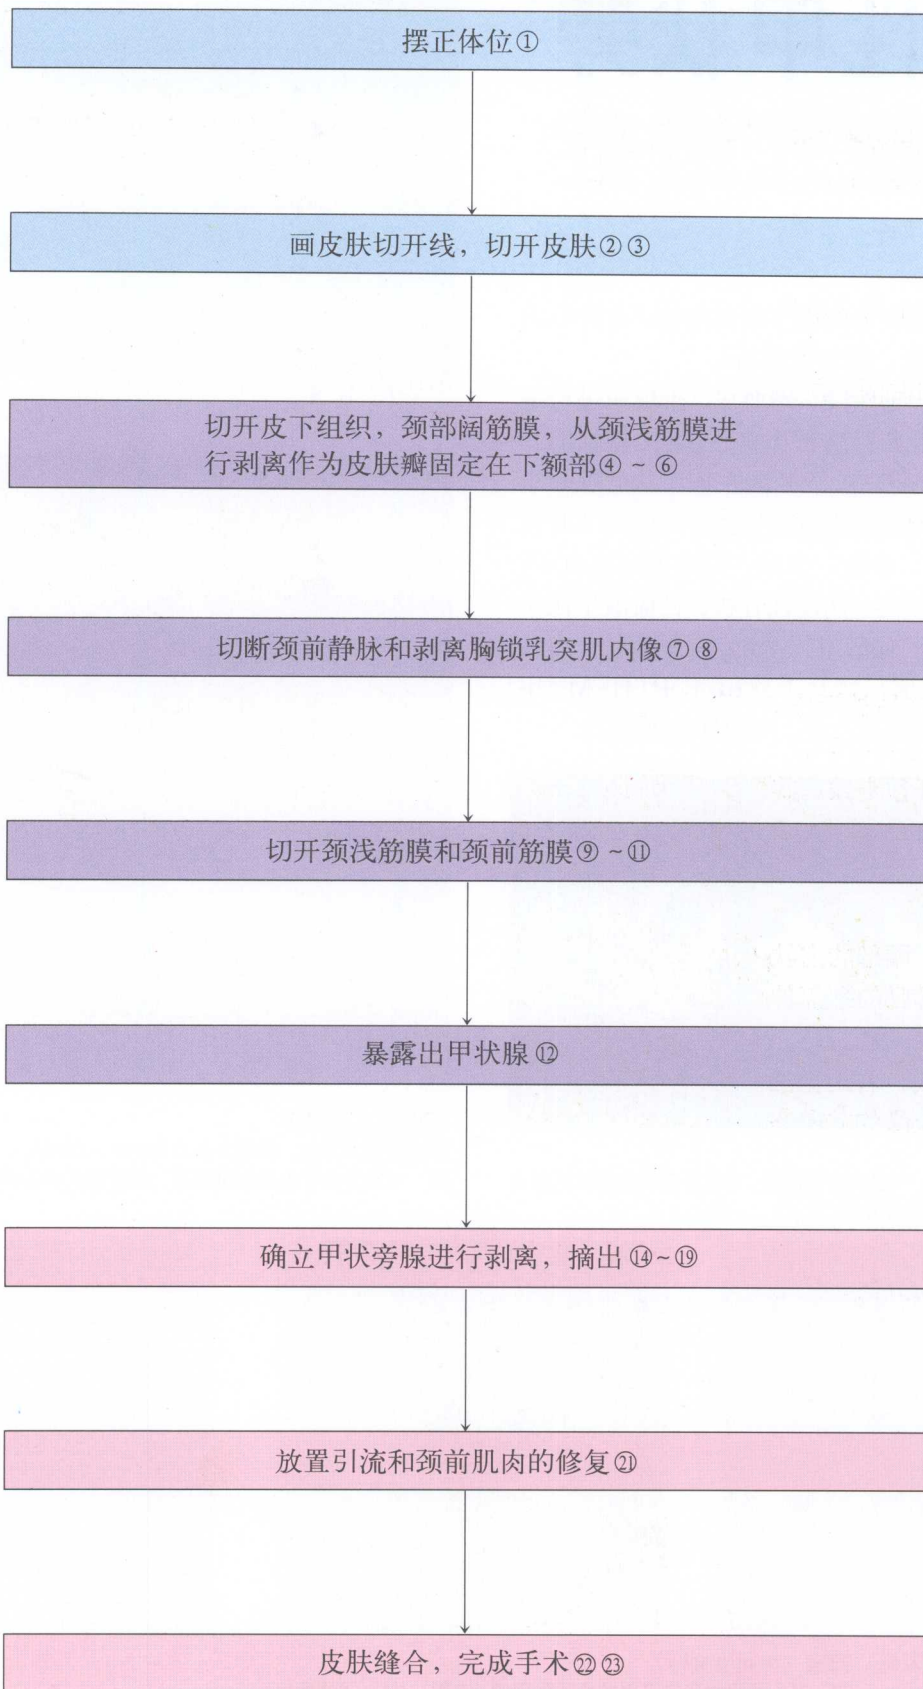 摆正体位①
画皮肤切开线，切开皮肤②③
切开皮下组织，颈部阔筋膜，从颈浅筋膜进
行剥离作为皮肤瓣固定在下额部④～⑥
切断颈前静脉和剥离胸锁乳突肌内像⑦⑧
切开颈浅筋膜和颈前筋膜⑨～⑪
暴露出甲状腺⑫
确立甲状旁腺进行剥离，摘出⑭～⑲
放置引流和颈前肌肉的修复㉑
皮肤缝合，完成手术㉒㉓